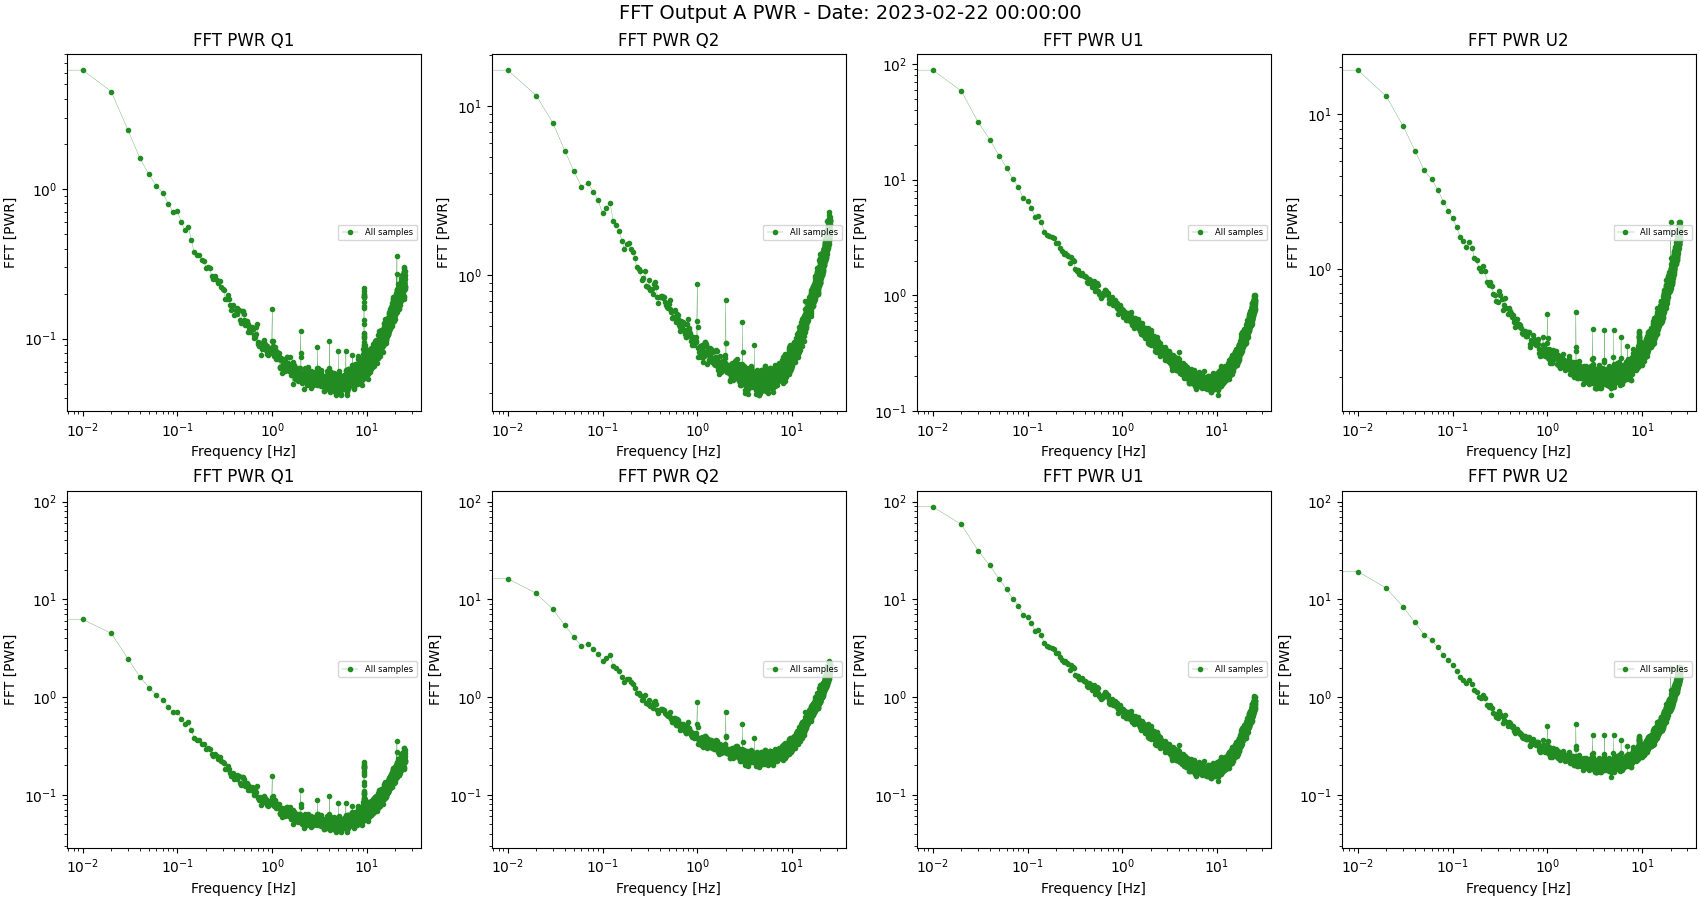 FFT Output A PWR - Date: 2023-02-22 00:00:00
FFT PWR Q1
FFT PWR Q2
FFT PWR U1
FFT PWR U2
FFT [PWR]
10⁰
10⁻¹
All samples
10⁻² 10⁻¹ 10⁰ 10¹
Frequency [Hz]
FFT [PWR]
10¹
10⁰
All samples
10⁻² 10⁻¹ 10⁰ 10¹
Frequency [Hz]
FFT [PWR]
10²
10¹
10⁰
10⁻¹
All samples
10⁻² 10⁻¹ 10⁰ 10¹
Frequency [Hz]
FFT [PWR]
10¹
10⁰
All samples
10⁻² 10⁻¹ 10⁰ 10¹
Frequency [Hz]
FFT PWR Q1
FFT PWR Q2
FFT PWR U1
FFT PWR U2
FFT [PWR]
10²
10¹
10⁰
10⁻¹
All samples
10⁻² 10⁻¹ 10⁰ 10¹
Frequency [Hz]
FFT [PWR]
10²
10¹
10⁰
10⁻¹
All samples
10⁻² 10⁻¹ 10⁰ 10¹
Frequency [Hz]
FFT [PWR]
10²
10¹
10⁰
10⁻¹
All samples
10⁻² 10⁻¹ 10⁰ 10¹
Frequency [Hz]
FFT [PWR]
10²
10¹
10⁰
10⁻¹
All samples
10⁻² 10⁻¹ 10⁰ 10¹
Frequency [Hz]